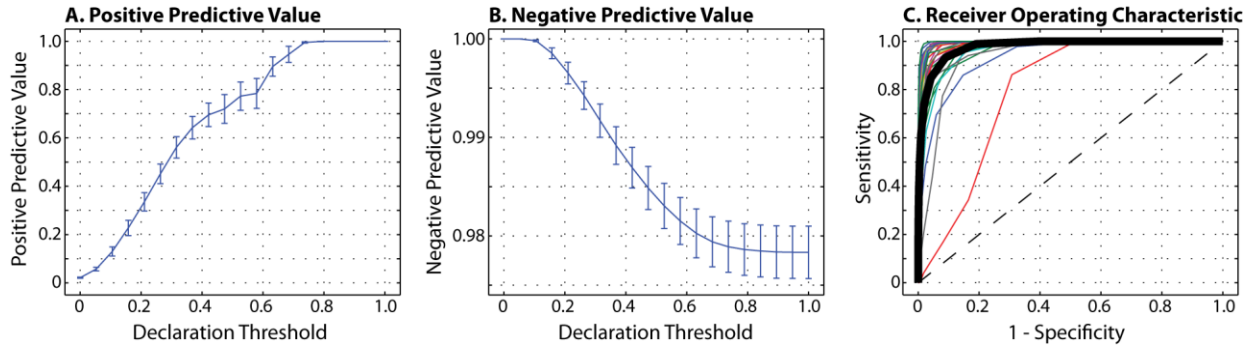 A. Positive Predictive Value
Positive Predictive Value
1.0
0.8
0.6
0.4
0.2
0
0 0.2 0.4 0.6 0.8 1.0
Declaration Threshold
B. Negative Predictive Value
Negative Predictive Value
1.00
0.99
0.98
0 0.2 0.4 0.6 0.8 1.0
Declaration Threshold
C. Receiver Operating Characteristic
Sensitivity
1.0
0.8
0.6
0.4
0.2
0
0 0.2 0.4 0.6 0.8 1.0
1 - Specificity